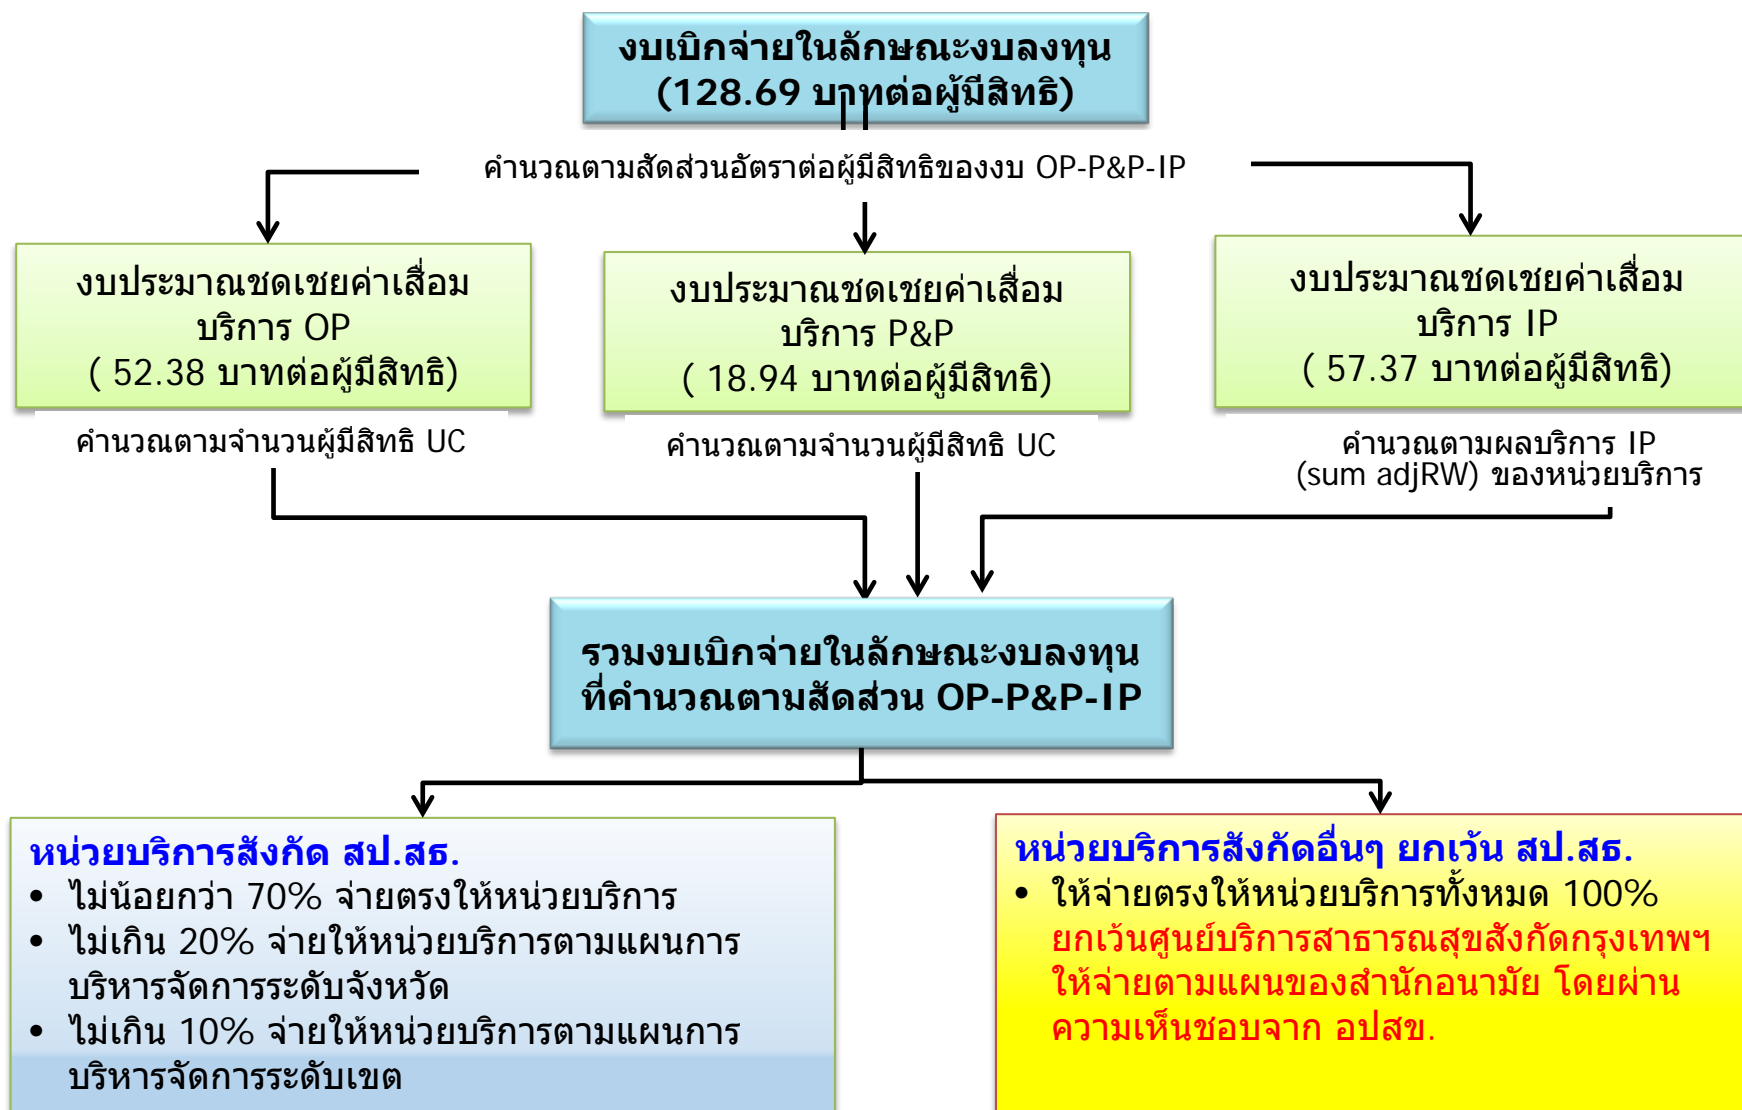 งบเบิกจ่ายในลักษณะงบลงทุน
(128.69 บาทต่อผู้มีสิทธิ)
คำนวณตามสัดส่วนอัตราต่อผู้มีสิทธิของงบ OP-P&P-IP
งบประมาณชดเชยค่าเสื่อม
บริการ OP
( 52.38 บาทต่อผู้มีสิทธิ)
งบประมาณชดเชยค่าเสื่อม
บริการ P&P
( 18.94 บาทต่อผู้มีสิทธิ)
งบประมาณชดเชยค่าเสื่อม
บริการ IP
( 57.37 บาทต่อผู้มีสิทธิ)
คำนวณตามจำนวนผู้มีสิทธิ UC
คำนวณตามจำนวนผู้มีสิทธิ UC
คำนวณตามผลบริการ IP
(sum adjRW) ของหน่วยบริการ
รวมงบเบิกจ่ายในลักษณะงบลงทุน
ที่คำนวณตามสัดส่วน OP-P&P-IP
หน่วยบริการสังกัด สป.สธ.
• ไม่น้อยกว่า 70% จ่ายตรงให้หน่วยบริการ
• ไม่เกิน 20% จ่ายให้หน่วยบริการตามแผนการ
บริหารจัดการระดับจังหวัด
• ไม่เกิน 10% จ่ายให้หน่วยบริการตามแผนการ
บริหารจัดการระดับเขต
หน่วยบริการสังกัดอื่นๆ ยกเว้น สป.สธ.
• ให้จ่ายตรงให้หน่วยบริการทั้งหมด 100%
ยกเว้นศูนย์บริการสาธารณสุขสังกัดกรุงเทพฯ
ให้จ่ายตามแผนของสำนักอนามัย โดยผ่าน
ความเห็นชอบจาก อปสข.